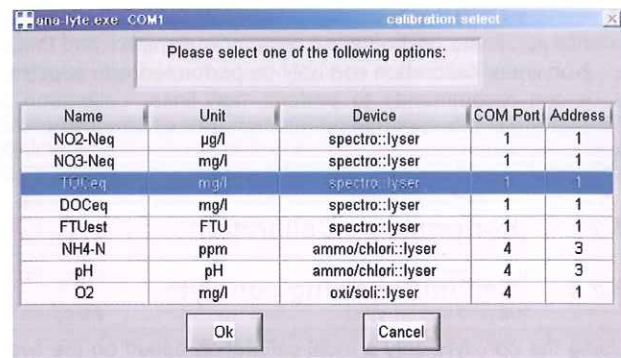 ana-lyte.exe COM1 calibration select
Please select one of the following options:
Name Unit Device COM Port Address
NO2-Neq µg/l spectro::lyser 1 1
NO3-Neq mg/l spectro::lyser 1 1
TOCeq mg/l spectro::lyser 1 1
DOCeq mg/l spectro::lyser 1 1
FTUest FTU spectro::lyser 1 1
NH4-N ppm ammo/chlori::lyser 4 3
pH pH ammo/chlori::lyser 4 3
O2 mg/l oxi/soli::lyser 4 1
Ok Cancel